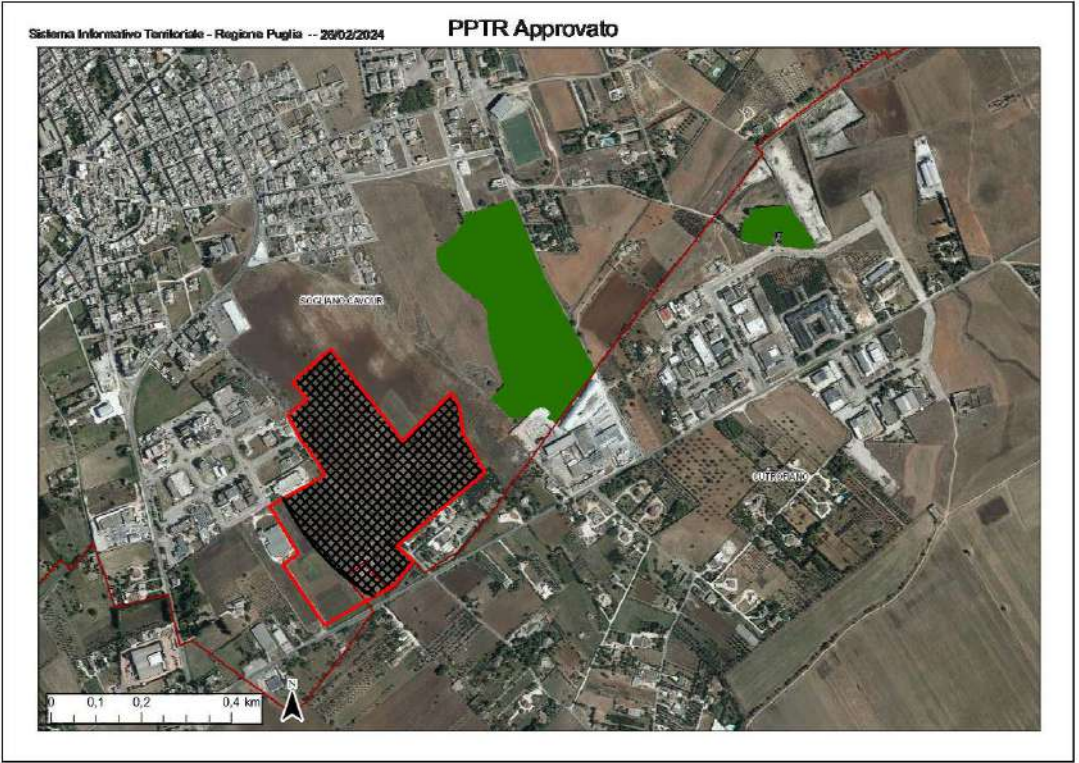 Sistema Informativo Territoriale - Regione Puglia -- 26/02/2024
PPTR Approvato
SOGLIANO CAVOUR
CUTROFIANO
0 0,1 0,2 0,4 km
N